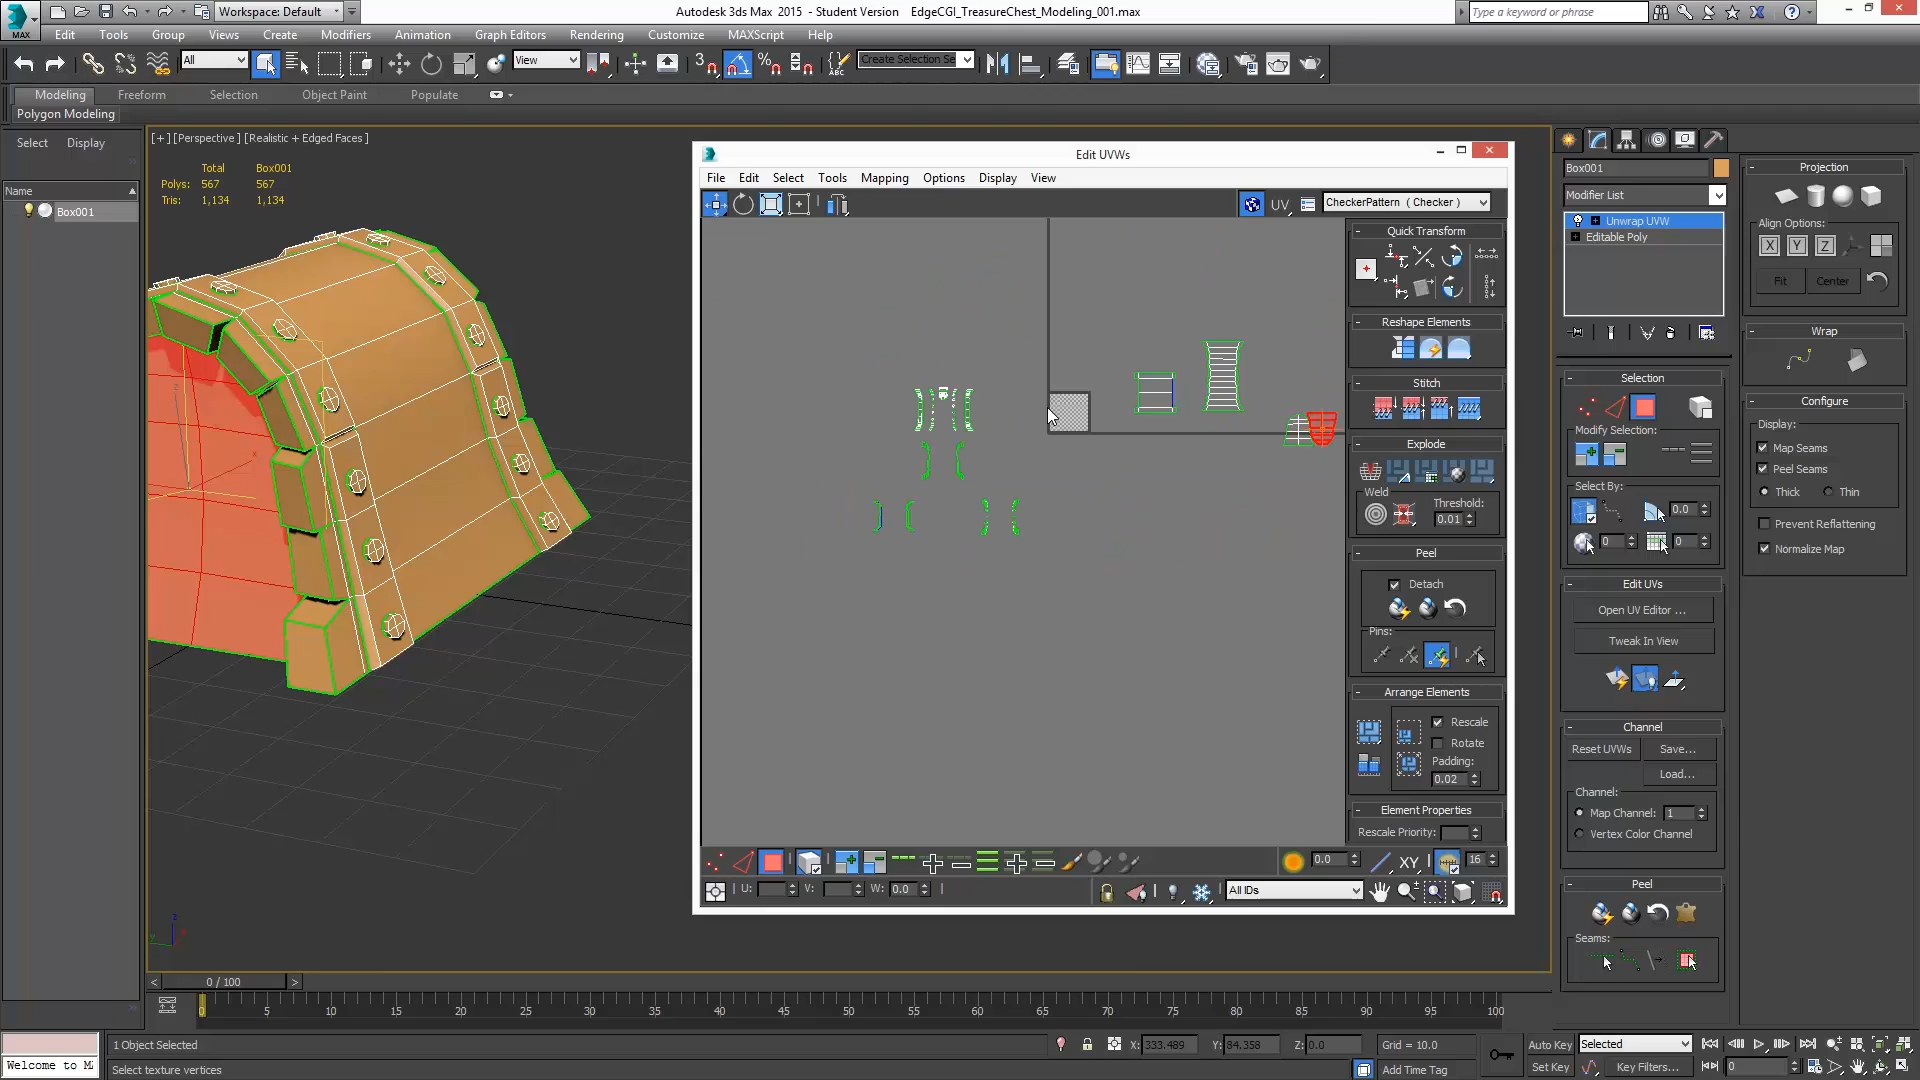 Workspace: Default
Autodesk 3ds Max 2015 - Student Version EdgeCGI_TreasureChest_Modeling_001.max
Type a keyword or phrase
MAX
Edit Tools Group Views Create Modifiers Animation Graph Editors Rendering Customize MAXScript Help
All
View
3
Create Selection Se
Modeling Freeform Selection Object Paint Populate
Polygon Modeling
Select Display
Name
Box001
[+] [Perspective] [Realistic + Edged Faces]
Total Box001
Polys: 567 567
Tris: 1,134 1,134
Edit UVWs
File Edit Select Tools Mapping Options Display View
UV
CheckerPattern ( Checker )
Quick Transform
Reshape Elements
Stitch
Explode
Weld
Threshold:
0.01
Peel
Detach
Pins:
Arrange Elements
Rescale
Rotate
Padding:
0.02
Element Properties
Rescale Priority:
0.0
XY
16
U: V: W: 0.0
All IDs
Box001
Modifier List
Unwrap UVW
Editable Poly
Selection
Modify Selection:
Select By:
0.0
0
0
Edit UVs
Open UV Editor ...
Tweak In View
Channel
Reset UVWs Save...
Load...
Channel:
Map Channel: 1
Vertex Color Channel
Peel
Seams:
Projection
Align Options:
X Y Z
Fit Center
Wrap
Configure
Display:
Map Seams
Peel Seams
Thick Thin
Prevent Reflattening
Normalize Map
0 / 100
0 5 10 15 20 25 30 35 40 45 50 55 60 65 70 75 80 85 90 95 100
1 Object Selected
X: 333.489 Y: 84.358 Z: 0.0
Grid = 10.0
Auto Key Selected
Welcome to M
Select texture vertices
Add Time Tag
Set Key Key Filters...
0